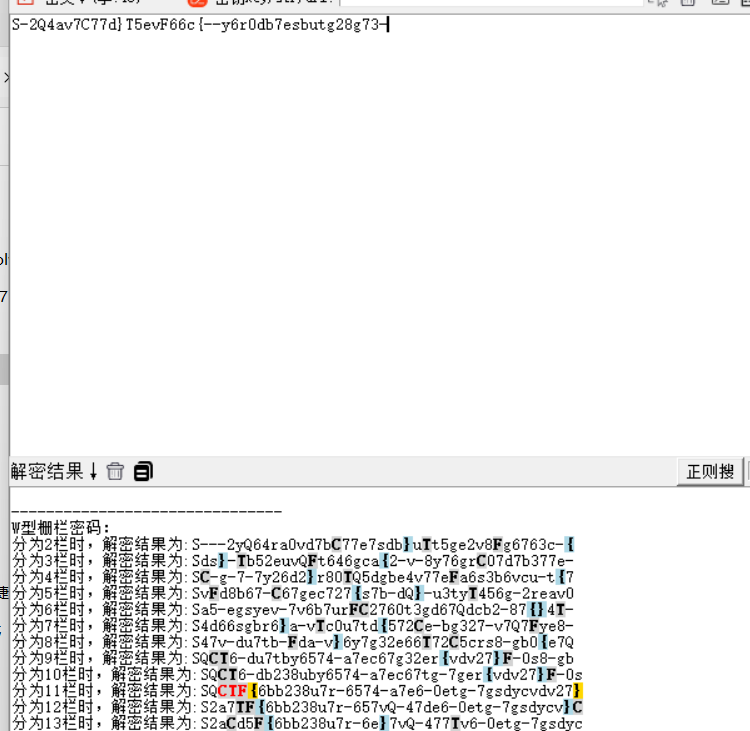 S-2Q4av7C77d}T5evF66c{--y6r0db7esbutg28g73-
解密结果↓
正则搜
------------------------------
W型栅栏密码:
分为2栏时，解密结果为:S---2yQ64ra0vd7bC77e7sdb}uTt5ge2v8Fg6763c-{
分为3栏时，解密结果为:Sds}-Tb52euvQFt646gca{2-v-8y76grC07d7b377e-
分为4栏时，解密结果为:SC-g-7-7y26d2}r80TQ5dgbe4v77eFa6s3b6vcu-t{7
分为5栏时，解密结果为:SvFd8b67-C67gec727{s7b-dQ}-u3tyT456g-2reav0
分为6栏时，解密结果为:Sa5-egsyev-7v6b7urFC2760t3gd67Qdcb2-87{}4T-
分为7栏时，解密结果为:S4d66sgbr6}a-vTc0u7td{572Ce-bg327-v7Q7Fye8-
分为8栏时，解密结果为:S47v-du7tb-Fda-v}6y7g32e66T72C5crs8-gb0{e7Q
分为9栏时，解密结果为:SQCT6-du7tby6574-a7ec67g32er{vdv27}F-0s8-gb
分为10栏时，解密结果为:SQCT6-db238uby6574-a7ec67tg-7ger{vdv27}F-0s
分为11栏时，解密结果为:SQCTF{6bb238u7r-6574-a7e6-0etg-7gsdycvdv27}
分为12栏时，解密结果为:S2a7TF{6bb238u7r-657vQ-47de6-0etg-7gsdycv}C
分为13栏时，解密结果为:S2aCd5F{6bb238u7r-6e}7vQ-477Tv6-0etg-7gsdyc